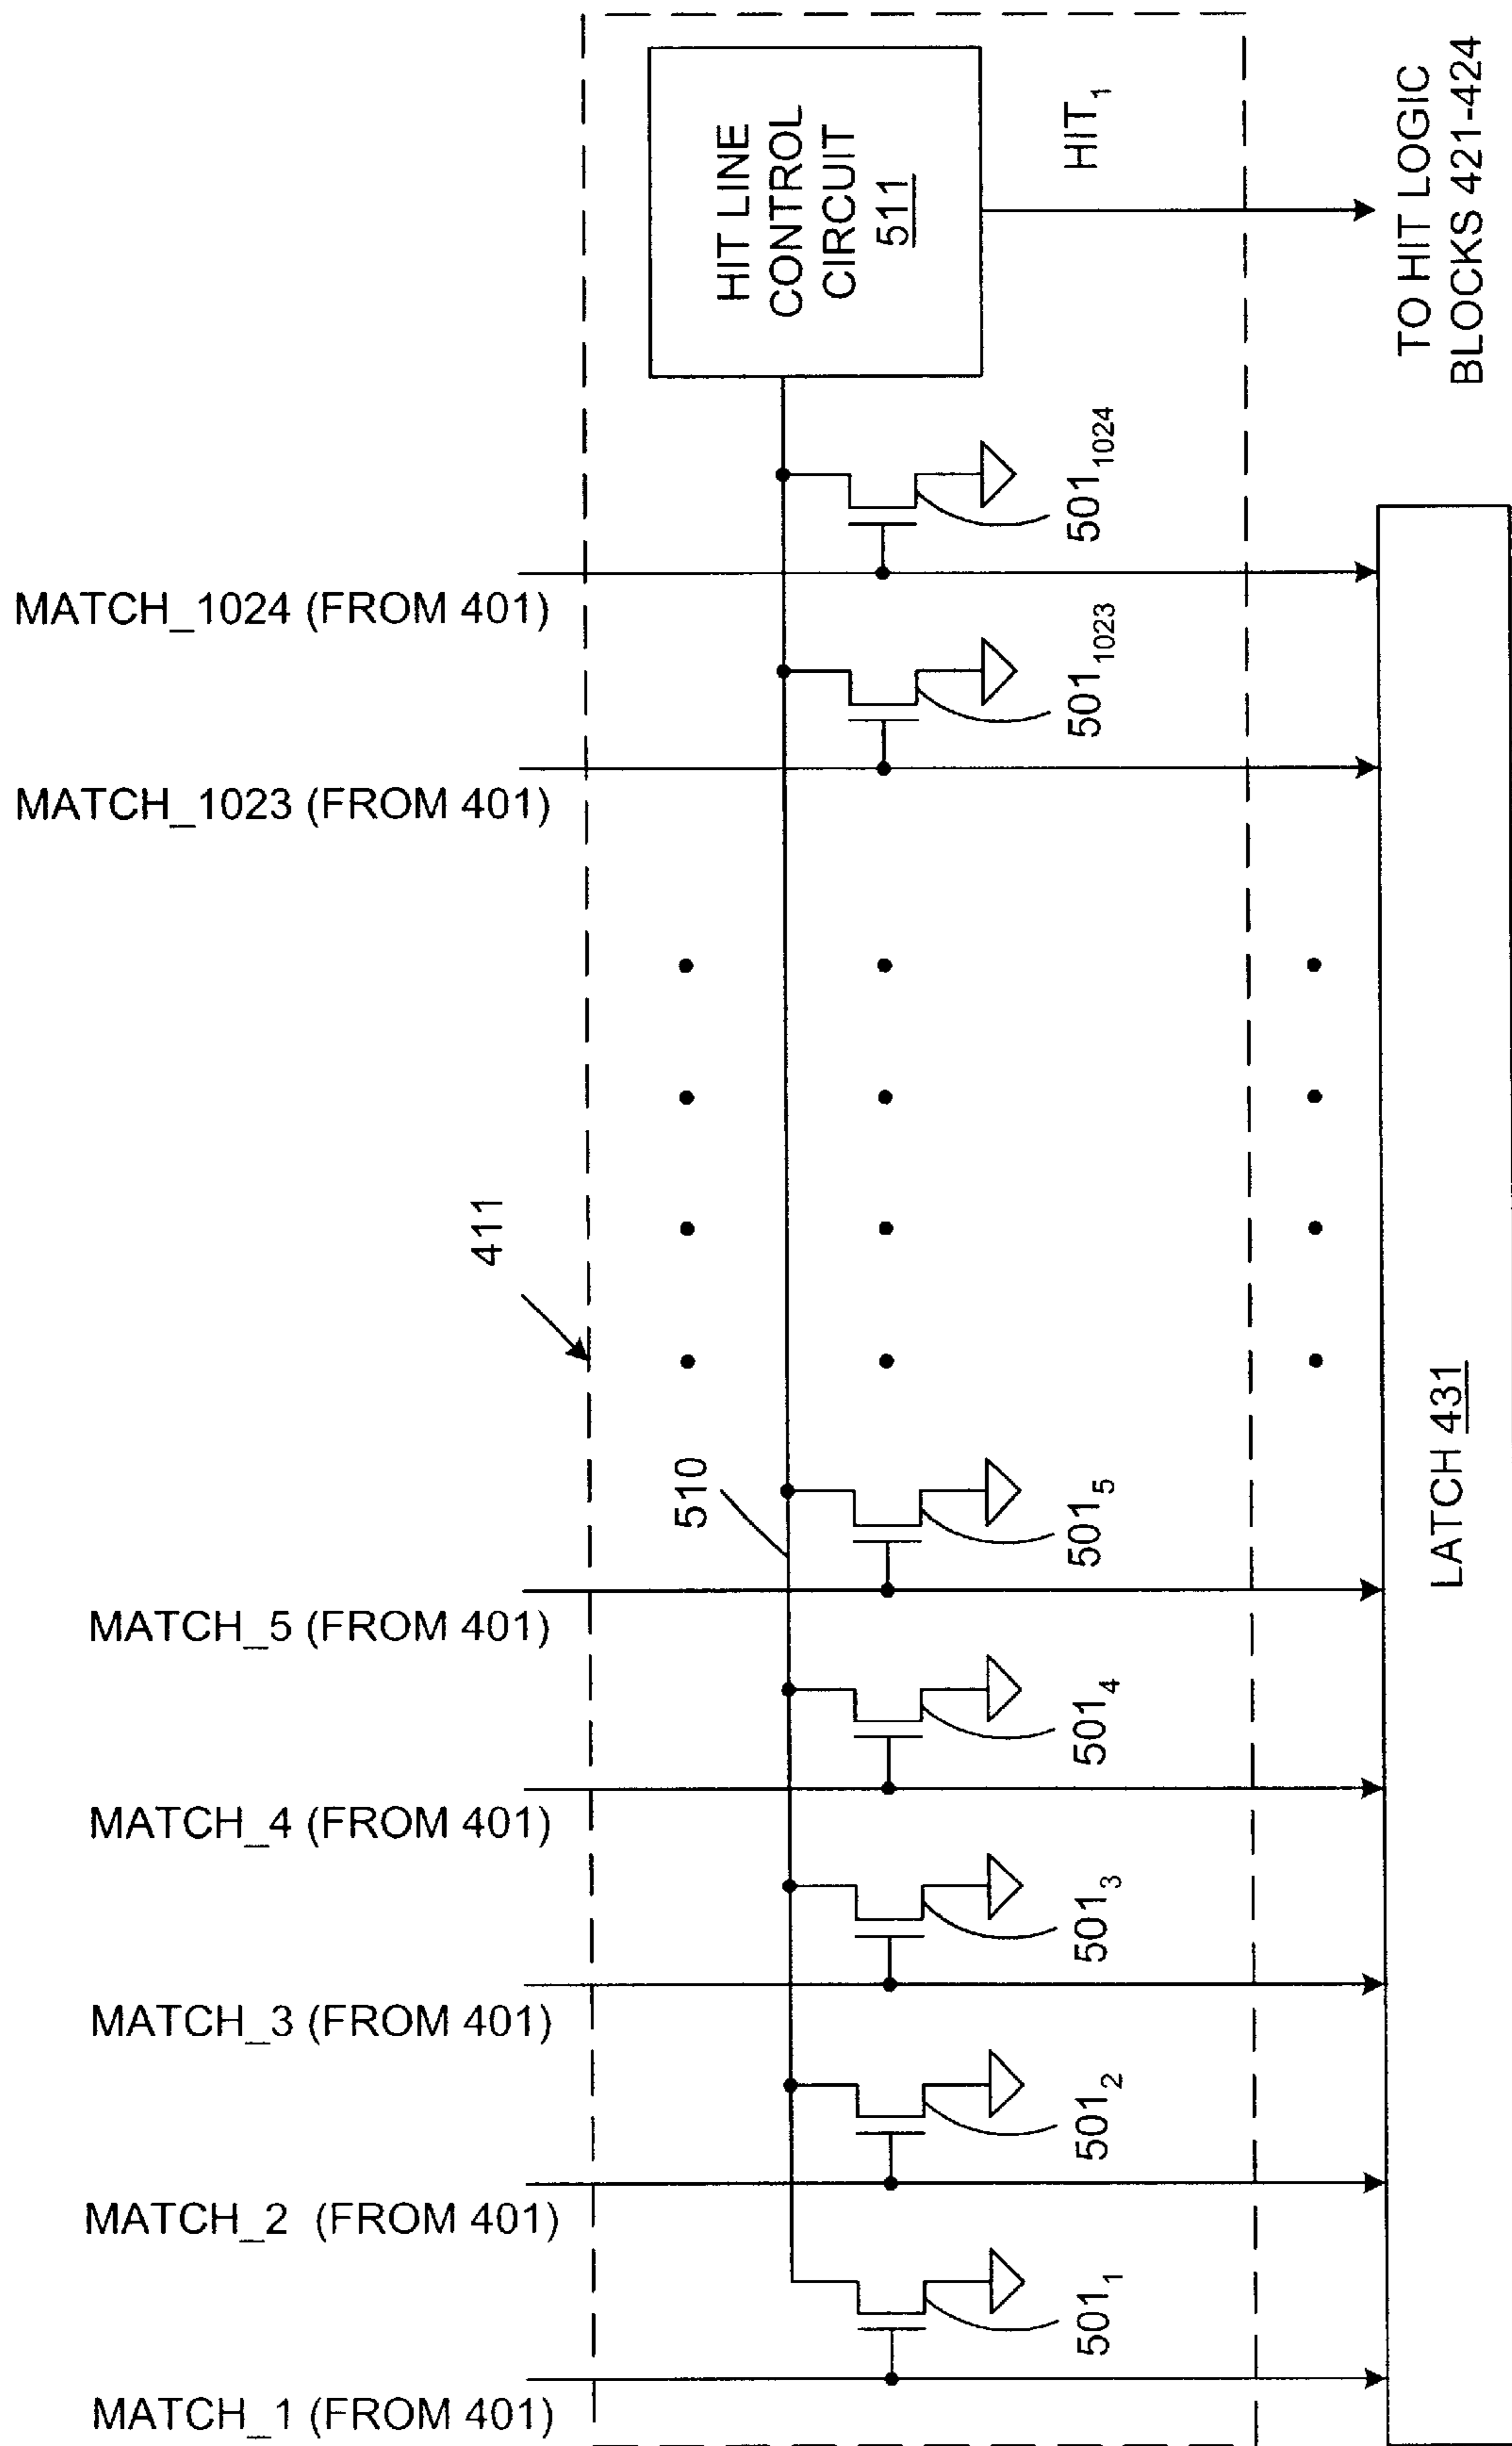 MATCH_1024 (FROM 401)
MATCH_1023 (FROM 401)
MATCH_5 (FROM 401)
MATCH_4 (FROM 401)
MATCH_3 (FROM 401)
MATCH_2 (FROM 401)
MATCH_1 (FROM 401)
411
510
HIT LINE
CONTROL
CIRCUIT
511
HIT₁
TO HIT LOGIC
BLOCKS 421-424
501₁₀₂₄
501₁₀₂₃
501₅
501₄
501₃
501₂
501₁
LATCH 431